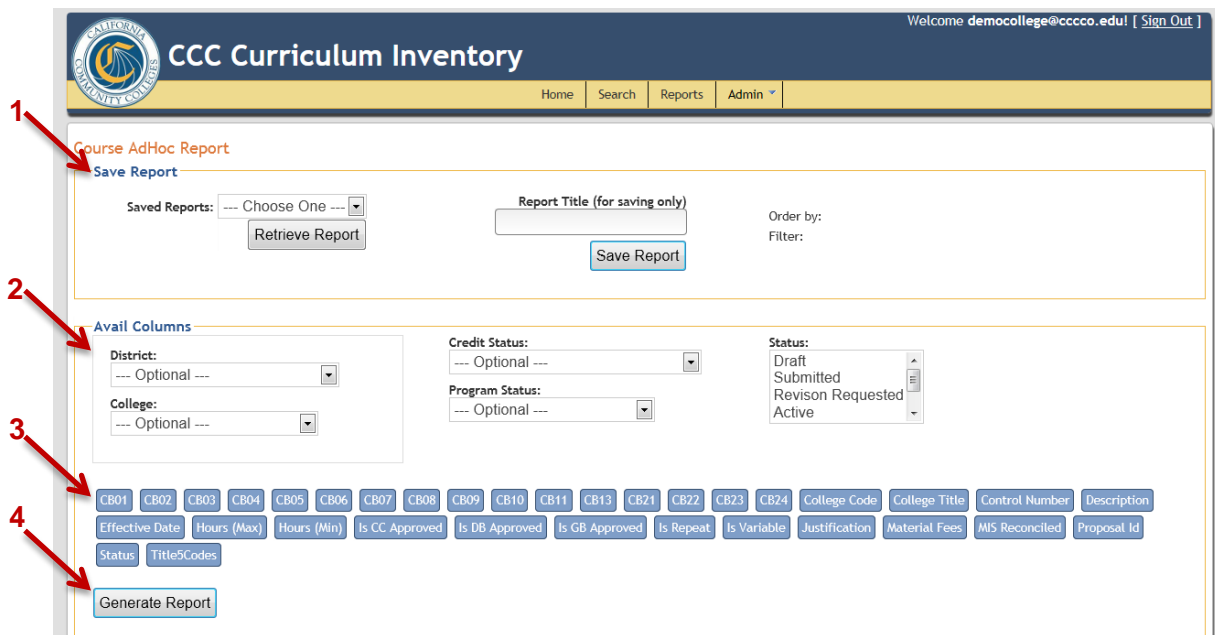 Welcome democollege@cccco.edu! [ Sign Out ]
CALIFORNIA
COMMUNITY COLLEGES
CCC Curriculum Inventory
Home Search Reports Admin
1
Course AdHoc Report
Save Report
Saved Reports: --- Choose One ---
Retrieve Report
Report Title (for saving only)
Save Report
Order by:
Filter:
2
Avail Columns
District:
--- Optional ---
College:
--- Optional ---
Credit Status:
--- Optional ---
Program Status:
--- Optional ---
Status:
Draft
Submitted
Revison Requested
Active
3
CB01 CB02 CB03 CB04 CB05 CB06 CB07 CB08 CB09 CB10 CB11 CB13 CB21 CB22 CB23 CB24 College Code College Title Control Number Description
Effective Date Hours (Max) Hours (Min) Is CC Approved Is DB Approved Is GB Approved Is Repeat Is Variable Justification Material Fees MIS Reconciled Proposal Id
Status Title5Codes
4
Generate Report